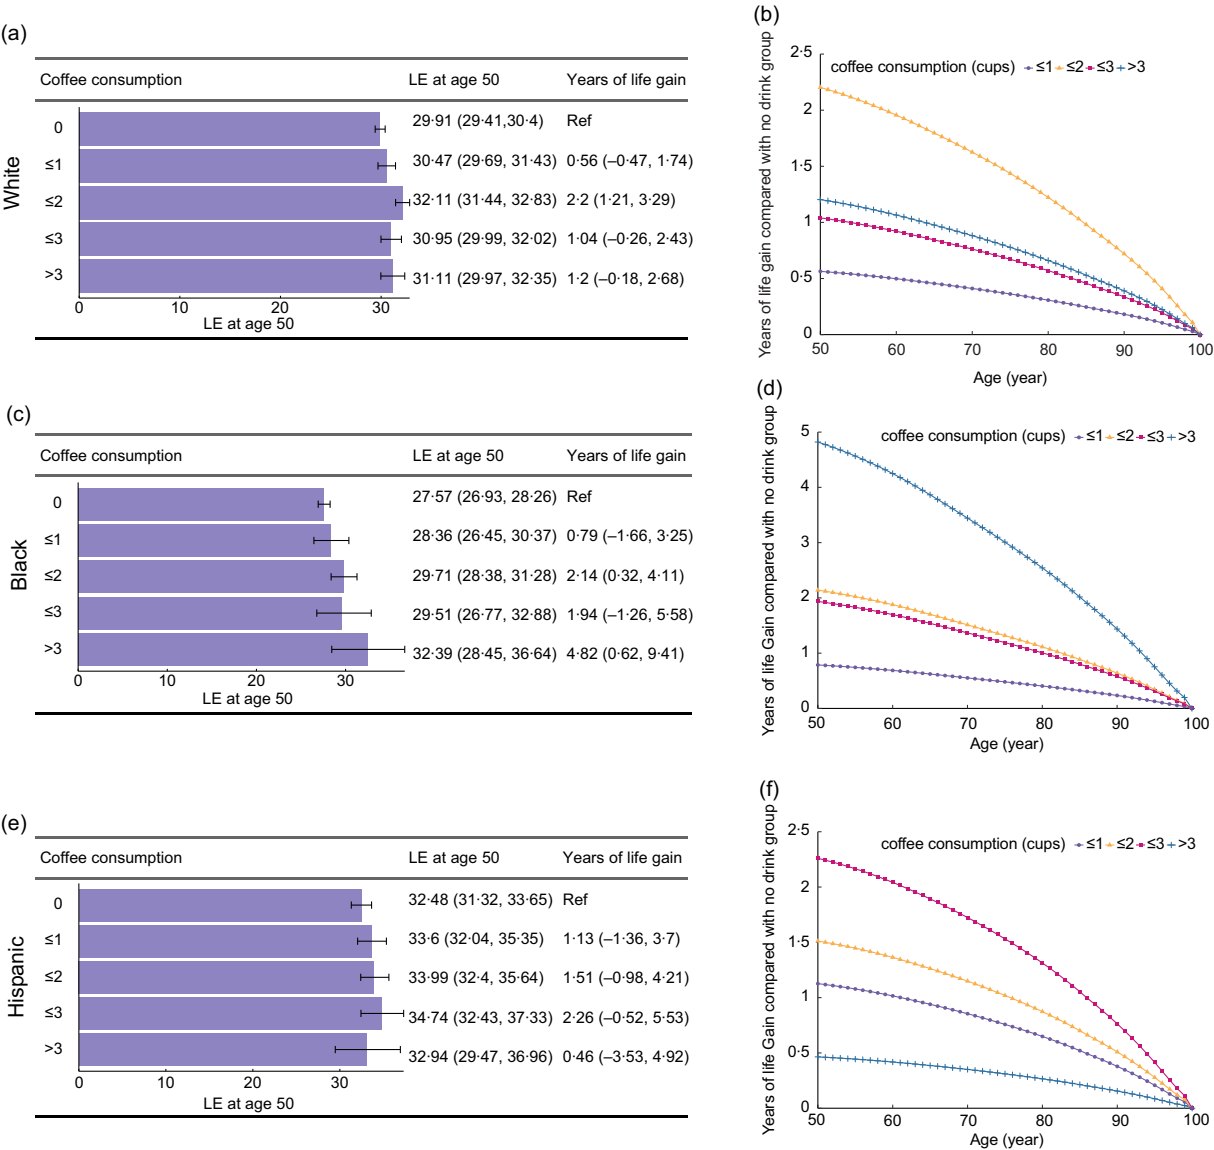 (a)
Coffee consumption LE at age 50 Years of life gain
White
0 29·91 (29·41,30·4) Ref
≤1 30·47 (29·69, 31·43) 0·56 (–0·47, 1·74)
≤2 32·11 (31·44, 32·83) 2·2 (1·21, 3·29)
≤3 30·95 (29·99, 32·02) 1·04 (–0·26, 2·43)
>3 31·11 (29·97, 32·35) 1·2 (–0·18, 2·68)
0 10 20 30
LE at age 50
(b)
Years of life gain compared with no drink group
coffee consumption (cups) ≤1 ≤2 ≤3 >3
2·5
2
1·5
1
0·5
0
50 60 70 80 90 100
Age (year)
(c)
Coffee consumption LE at age 50 Years of life gain
Black
0 27·57 (26·93, 28·26) Ref
≤1 28·36 (26·45, 30·37) 0·79 (–1·66, 3·25)
≤2 29·71 (28·38, 31·28) 2·14 (0·32, 4·11)
≤3 29·51 (26·77, 32·88) 1·94 (–1·26, 5·58)
>3 32·39 (28·45, 36·64) 4·82 (0·62, 9·41)
0 10 20 30
LE at age 50
(d)
Years of life Gain compared with no drink group
coffee consumption (cups) ≤1 ≤2 ≤3 >3
5
4
3
2
1
0
50 60 70 80 90 100
Age (year)
(e)
Coffee consumption LE at age 50 Years of life gain
Hispanic
0 32·48 (31·32, 33·65) Ref
≤1 33·6 (32·04, 35·35) 1·13 (–1·36, 3·7)
≤2 33·99 (32·4, 35·64) 1·51 (–0·98, 4·21)
≤3 34·74 (32·43, 37·33) 2·26 (–0·52, 5·53)
>3 32·94 (29·47, 36·96) 0·46 (–3·53, 4·92)
0 10 20 30
LE at age 50
(f)
Years of life Gain compared with no drink group
coffee consumption (cups) ≤1 ≤2 ≤3 >3
2·5
2
1·5
1
0·5
0
50 60 70 80 90 100
Age (year)